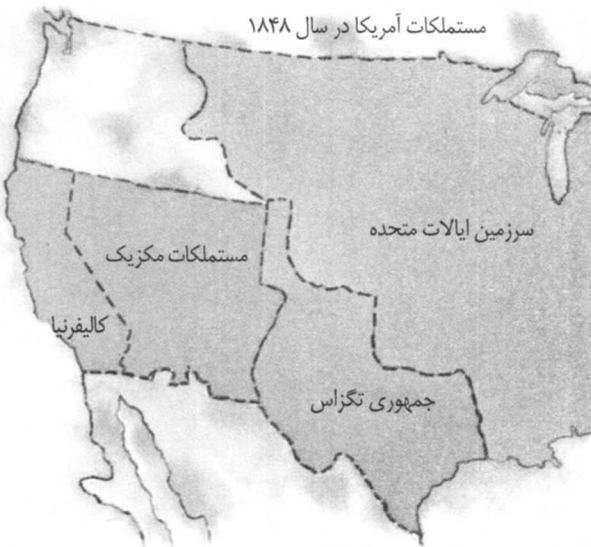 مستملکات آمریکا در سال ۱۸۴۸
سرزمین ایالات متحده
مستملکات مکزیک
کالیفرنیا
جمهوری تگزاس